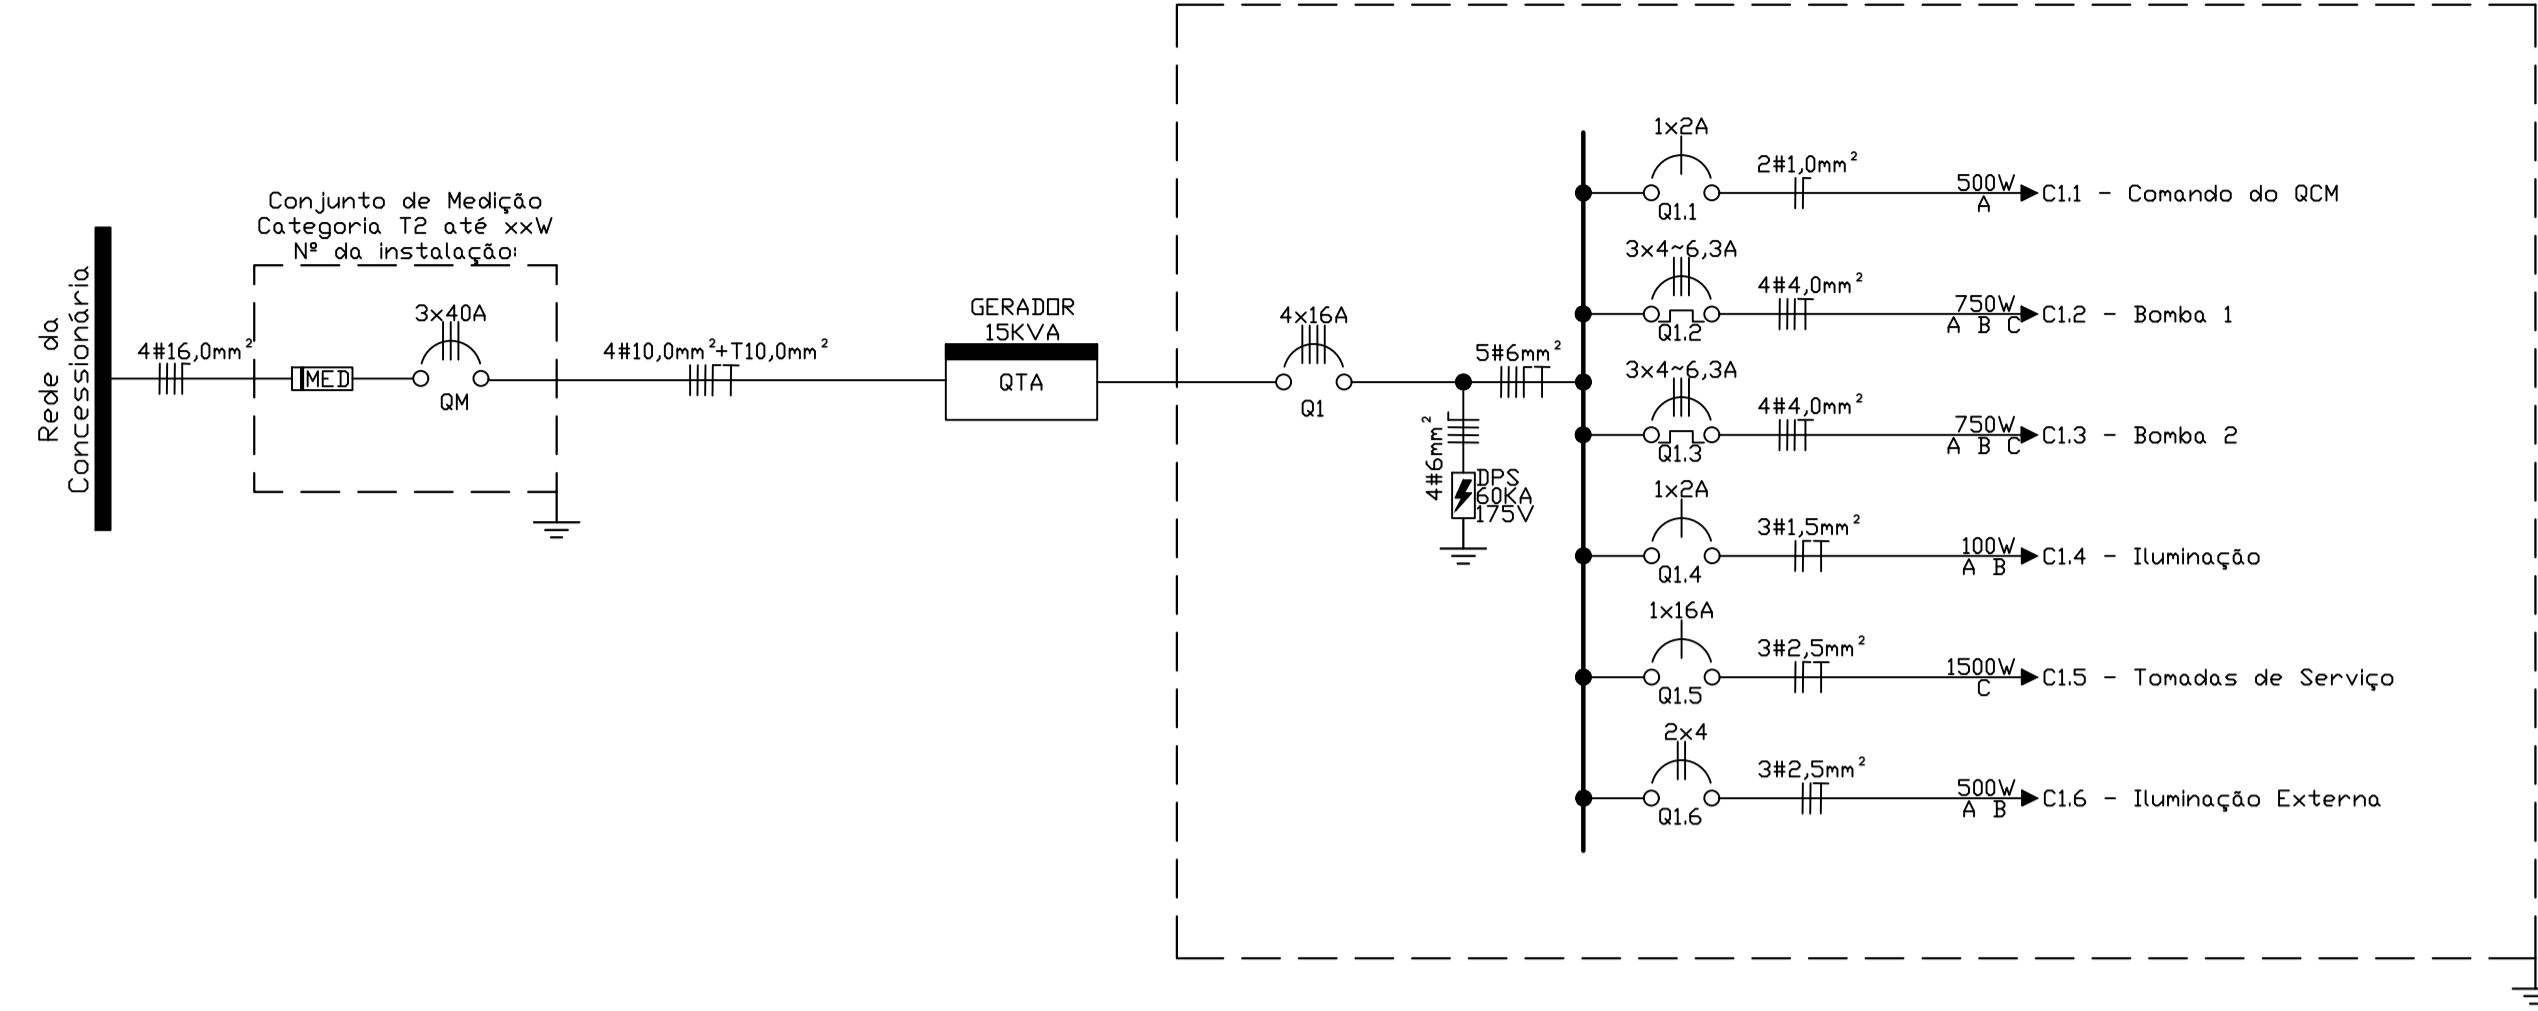 Rede da
Concessionária
4#16,0mm²
Conjunto de Medição
Categoria T2 até xxW
Nº da instalação:
MED
3x40A
QM
4#10,0mm²+T10,0mm²
GERADOR
15KVA
QTA
4x16A
Q1
5#6mm²
4#6mm²
DPS
60KA
175V
1x2A
Q1.1
2#1,0mm²
500W
A
C1.1 - Comando do QCM
3x4~6,3A
Q1.2
4#4,0mm²
750W
A B C
C1.2 - Bomba 1
3x4~6,3A
Q1.3
4#4,0mm²
750W
A B C
C1.3 - Bomba 2
1x2A
Q1.4
3#1,5mm²
100W
A B
C1.4 - Iluminação
1x16A
Q1.5
3#2,5mm²
1500W
C
C1.5 - Tomadas de Serviço
2x4
Q1.6
3#2,5mm²
500W
A B
C1.6 - Iluminação Externa